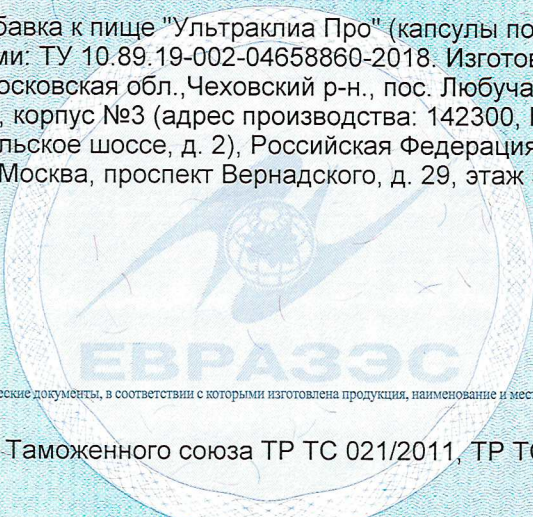 бавка к пище "Ультраклиа Про" (капсулы по
ми: ТУ 10.89.19-002-04658860-2018. Изготов
осковская обл.,Чеховский р-н., пос. Любуча
, корпус №3 (адрес производства: 142300,
льское шоссе, д. 2), Российская Федерация
Москва, проспект Вернадского, д. 29, этаж
ЕВРАЗЭС
еские документы, в соответствии с которыми изготовлена продукция, наименование и мес
Таможенного союза ТР ТС 021/2011, ТР ТС